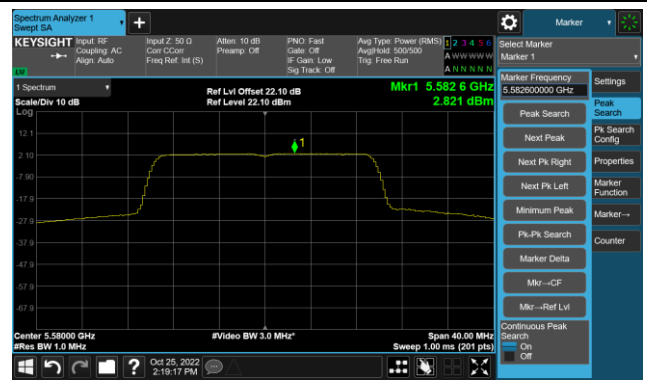 Spectrum Analyzer 1
Swept SA
+
Marker
KEYSIGHT
Input: RF
Coupling: AC
Align: Auto
Input Z: 50 Ω
Corr CCorr
Freq Ref: Int (S)
Atten: 10 dB
Preamp: Off
PNO: Fast
Gate: Off
IF Gain: Low
Sig Track: Off
Avg Type: Power (RMS)
Avg|Hold: 500/500
Trig: Free Run
1 2 3 4 5 6
A W W W W W
A N N N N N
LXI
Select Marker
Marker 1
1 Spectrum
Scale/Div 10 dB
Log
Ref Lvl Offset 22.10 dB
Ref Level 22.10 dBm
Mkr1 5.582 6 GHz
2.821 dBm
12.1
2.10
-7.90
-17.9
-27.9
-37.9
-47.9
-57.9
-67.9
1
Center 5.58000 GHz
#Res BW 1.0 MHz
#Video BW 3.0 MHz*
Span 40.00 MHz
Sweep 1.00 ms (201 pts)
Marker Frequency
5.582600000 GHz
Peak Search
Next Peak
Next Pk Right
Next Pk Left
Minimum Peak
Pk-Pk Search
Marker Delta
Mkr→CF
Mkr→Ref Lvl
Continuous Peak
Search
On
Off
Settings
Peak
Search
Pk Search
Config
Properties
Marker
Function
Marker→
Counter
?
Oct 25, 2022
2:19:17 PM